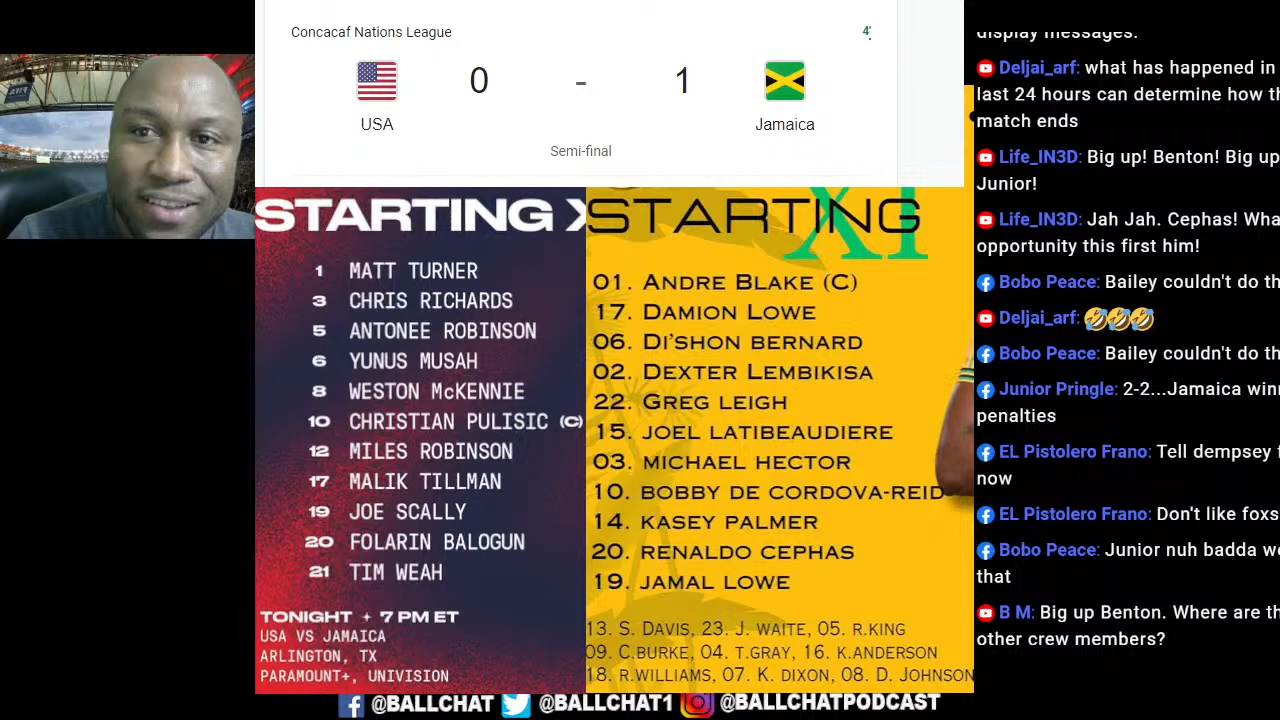 Concacaf Nations League
4'
0 - 1
USA
Jamaica
Semi-final
STARTING X
1 MATT TURNER
3 CHRIS RICHARDS
5 ANTONEE ROBINSON
6 YUNUS MUSAH
8 WESTON McKENNIE
10 CHRISTIAN PULISIC (C)
12 MILES ROBINSON
17 MALIK TILLMAN
19 JOE SCALLY
20 FOLARIN BALOGUN
21 TIM WEAH
TONIGHT + 7 PM ET
USA VS JAMAICA
ARLINGTON, TX
PARAMOUNT+, UNIVISION
STARTING
XI
01. ANDRE BLAKE (C)
17. DAMION LOWE
06. DI'SHON BERNARD
02. DEXTER LEMBIKISA
22. GREG LEIGH
15. JOEL LATIBEAUDIERE
03. MICHAEL HECTOR
10. BOBBY DE CORDOVA-REID
14. KASEY PALMER
20. RENALDO CEPHAS
19. JAMAL LOWE
13. S. DAVIS, 23. J. WAITE, 05. R.KING
09. C.BURKE, 04. T.GRAY, 16. K.ANDERSON
18. R.WILLIAMS, 07. K. DIXON, 08. D. JOHNSON
display messages.
Deljai_arf: what has happened in
last 24 hours can determine how th
match ends
Life_IN3D: Big up! Benton! Big up
Junior!
Life_IN3D: Jah Jah. Cephas! Wha
opportunity this first him!
Bobo Peace: Bailey couldn't do th
Deljai_arf: 🤣🤣🤣
Bobo Peace: Bailey couldn't do th
Junior Pringle: 2-2...Jamaica winn
penalties
EL Pistolero Frano: Tell dempsey f
now
EL Pistolero Frano: Don't like foxs
Bobo Peace: Junior nuh badda we
that
B M: Big up Benton. Where are th
other crew members?
@BALLCHAT @BALLCHAT1 @BALLCHATPODCAST